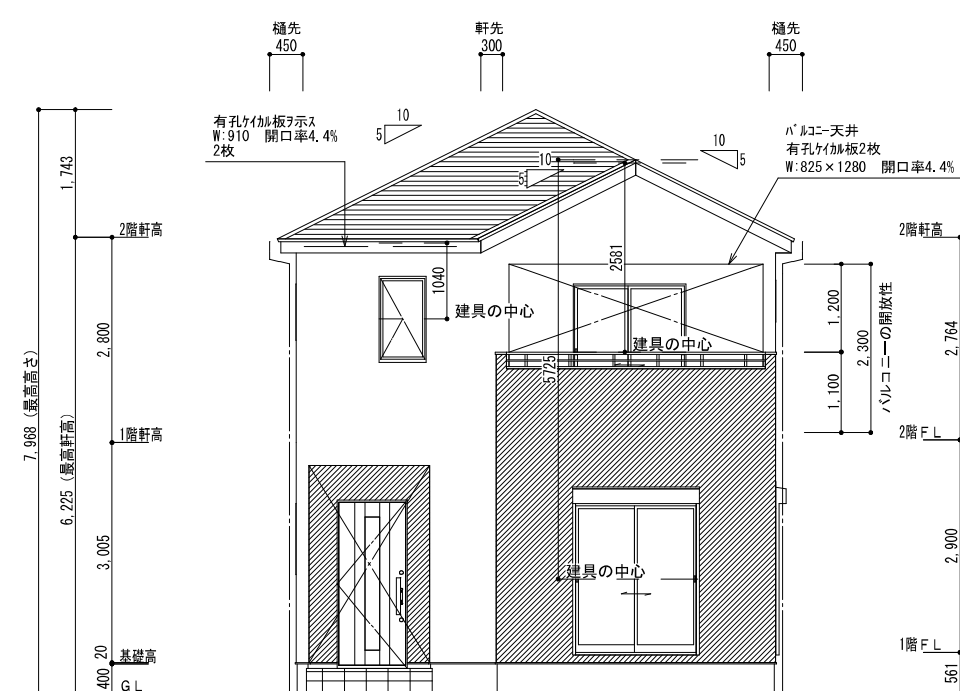 樋先
450
軒先
300
樋先
450
有孔ｹｲｶﾙ板ｦ示ス
W:910 開口率4.4%
2枚
10
5
10
5
10
5
ﾊﾞﾙｺﾆｰ天井
有孔ｹｲｶﾙ板2枚
W:825×1280 開口率4.4%
1,743
2階軒高
2階軒高
1040
2581
建具の中心
建具の中心
5725
1,200
2,300
1,100
バルコニーの開放性
2,800
2,764
7,968 (最高高さ)
6,225 (最高軒高)
1階軒高
2階ＦＬ
3,005
2,900
建具の中心
20
基礎高
400
ＧＬ
1階ＦＬ
561